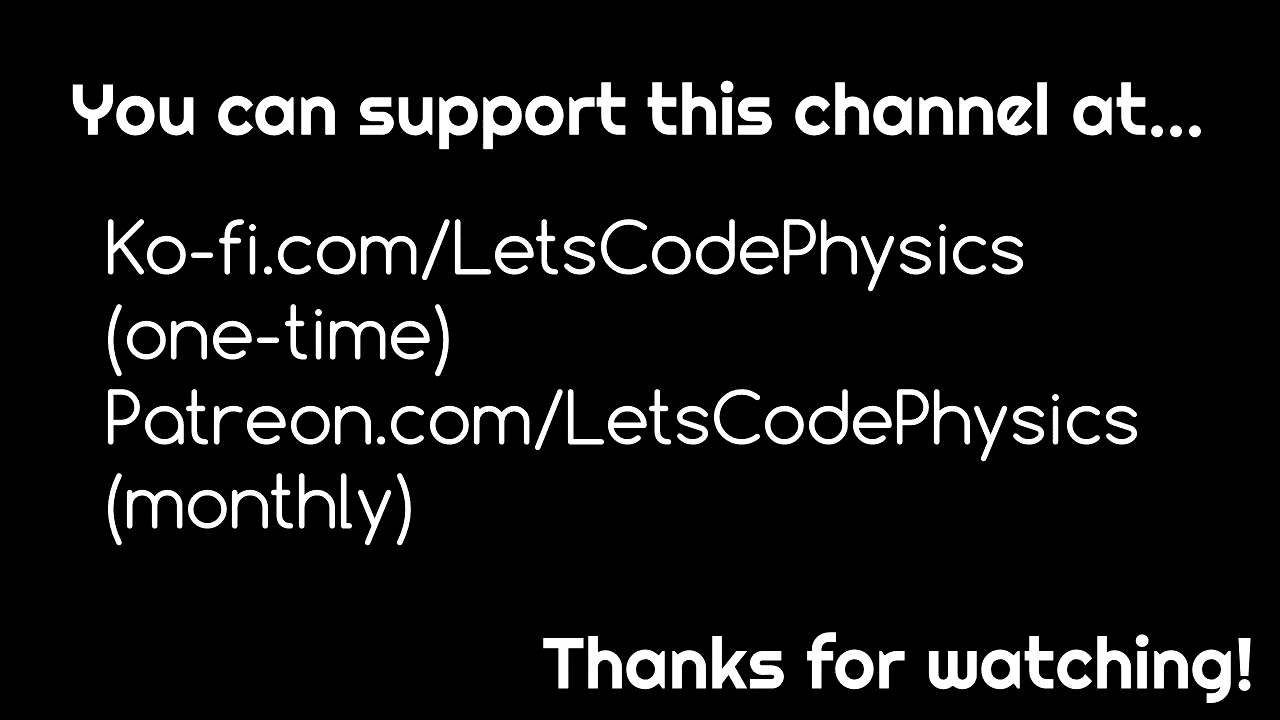 You can support this channel at...
Ko-fi.com/LetsCodePhysics
(one-time)
Patreon.com/LetsCodePhysics
(monthly)
Thanks for watching!